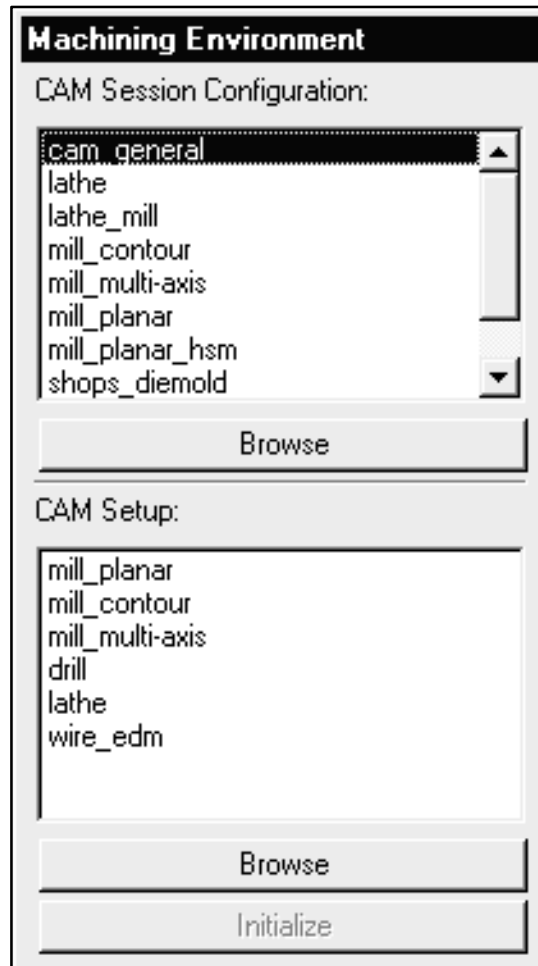 Machining Environment
CAM Session Configuration:
cam_general
lathe
lathe_mill
mill_contour
mill_multi-axis
mill_planar
mill_planar_hsm
shops_diemold
Browse
CAM Setup:
mill_planar
mill_contour
mill_multi-axis
drill
lathe
wire_edm
Browse
Initialize